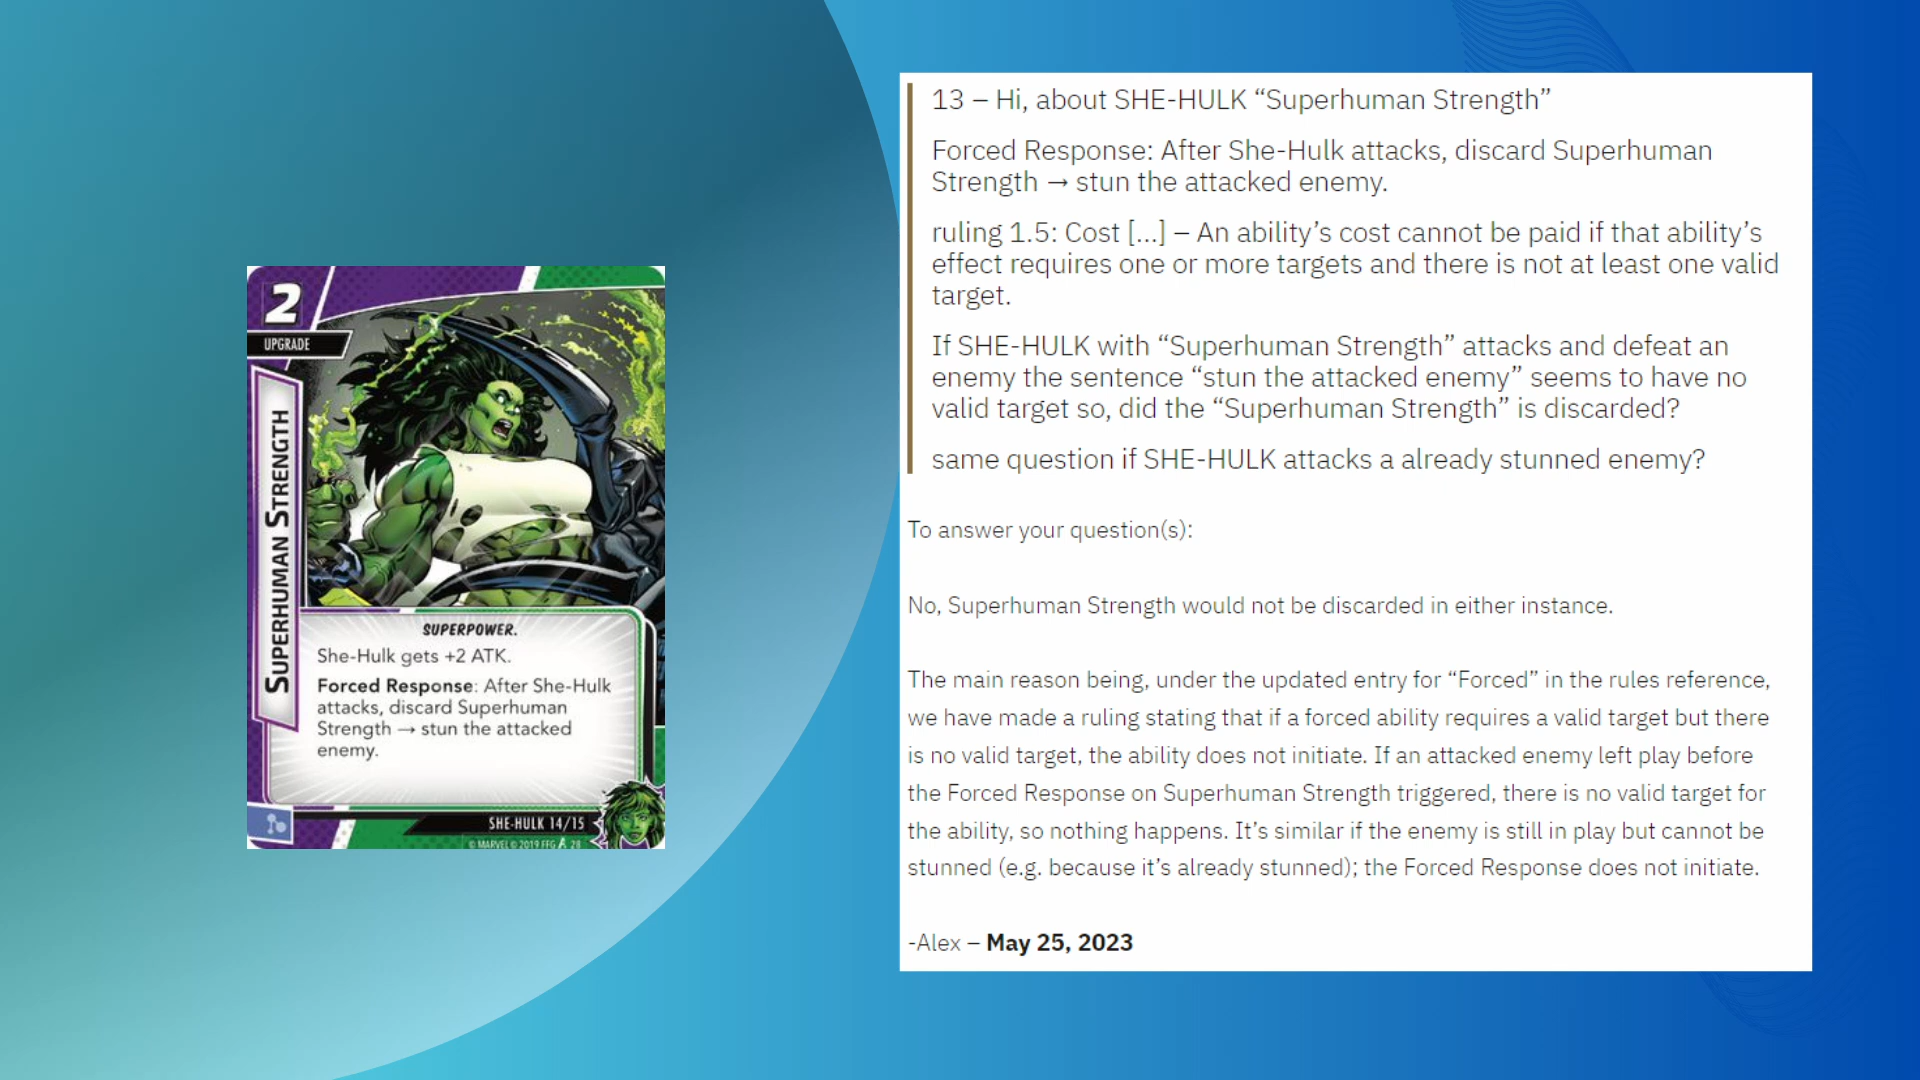 2
UPGRADE
SUPERHUMAN STRENGTH
SUPERPOWER.
She-Hulk gets +2 ATK.
Forced Response: After She-Hulk
attacks, discard Superhuman
Strength → stun the attacked
enemy.
SHE-HULK 14/15
© MARVEL © 2019 FFG 28
13 – Hi, about SHE-HULK “Superhuman Strength”
Forced Response: After She-Hulk attacks, discard Superhuman
Strength → stun the attacked enemy.
ruling 1.5: Cost […] – An ability’s cost cannot be paid if that ability’s
effect requires one or more targets and there is not at least one valid
target.
If SHE-HULK with “Superhuman Strength” attacks and defeat an
enemy the sentence “stun the attacked enemy” seems to have no
valid target so, did the “Superhuman Strength” is discarded?
same question if SHE-HULK attacks a already stunned enemy?
To answer your question(s):
No, Superhuman Strength would not be discarded in either instance.
The main reason being, under the updated entry for “Forced” in the rules reference,
we have made a ruling stating that if a forced ability requires a valid target but there
is no valid target, the ability does not initiate. If an attacked enemy left play before
the Forced Response on Superhuman Strength triggered, there is no valid target for
the ability, so nothing happens. It’s similar if the enemy is still in play but cannot be
stunned (e.g. because it’s already stunned); the Forced Response does not initiate.
-Alex – May 25, 2023